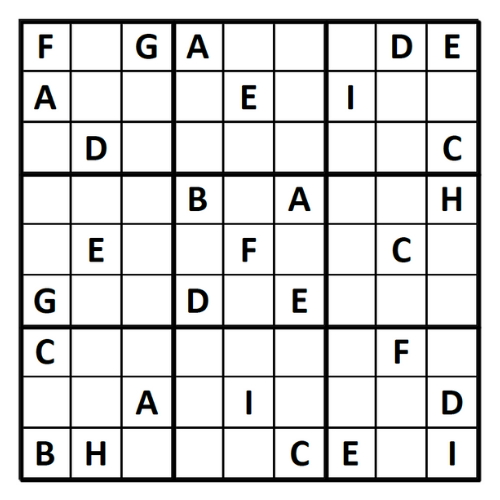 F G A D E
A E I
D C
B A H
E F C
G D E
C F
A I D
B H C E I